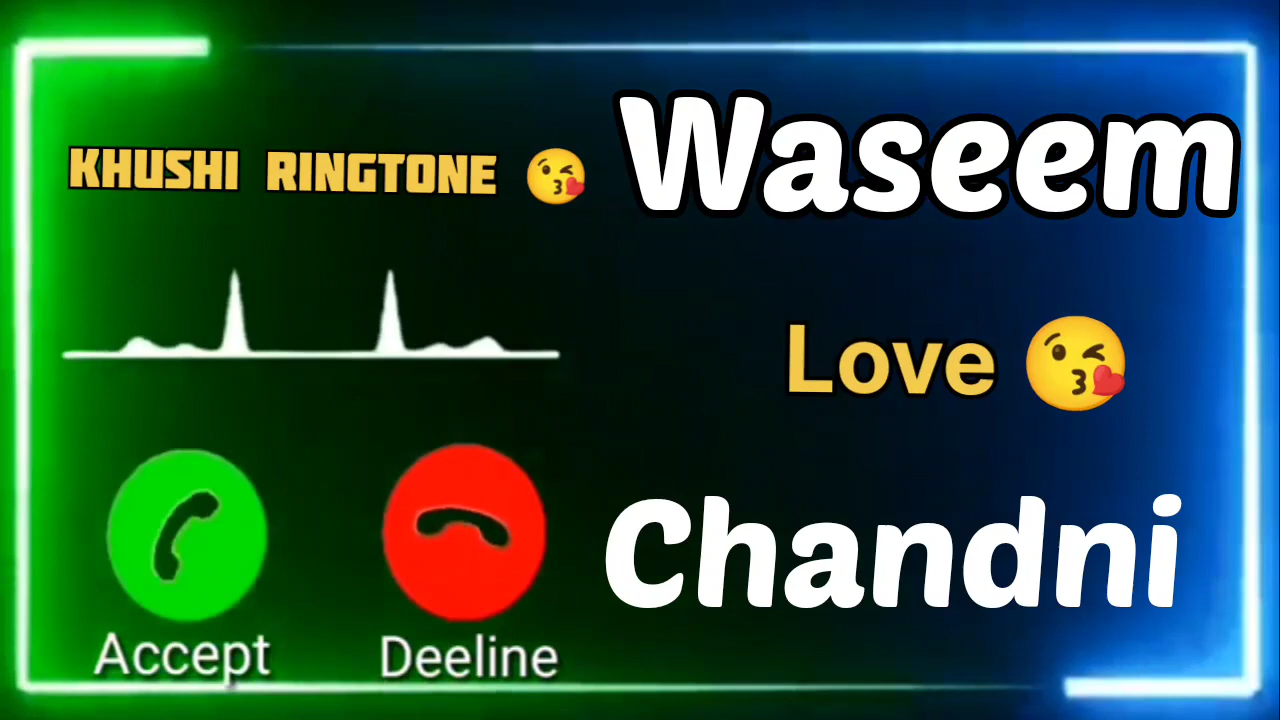 KHUSHI RINGTONE 😘
Waseem
Love 😘
Chandni
Accept
Deeline